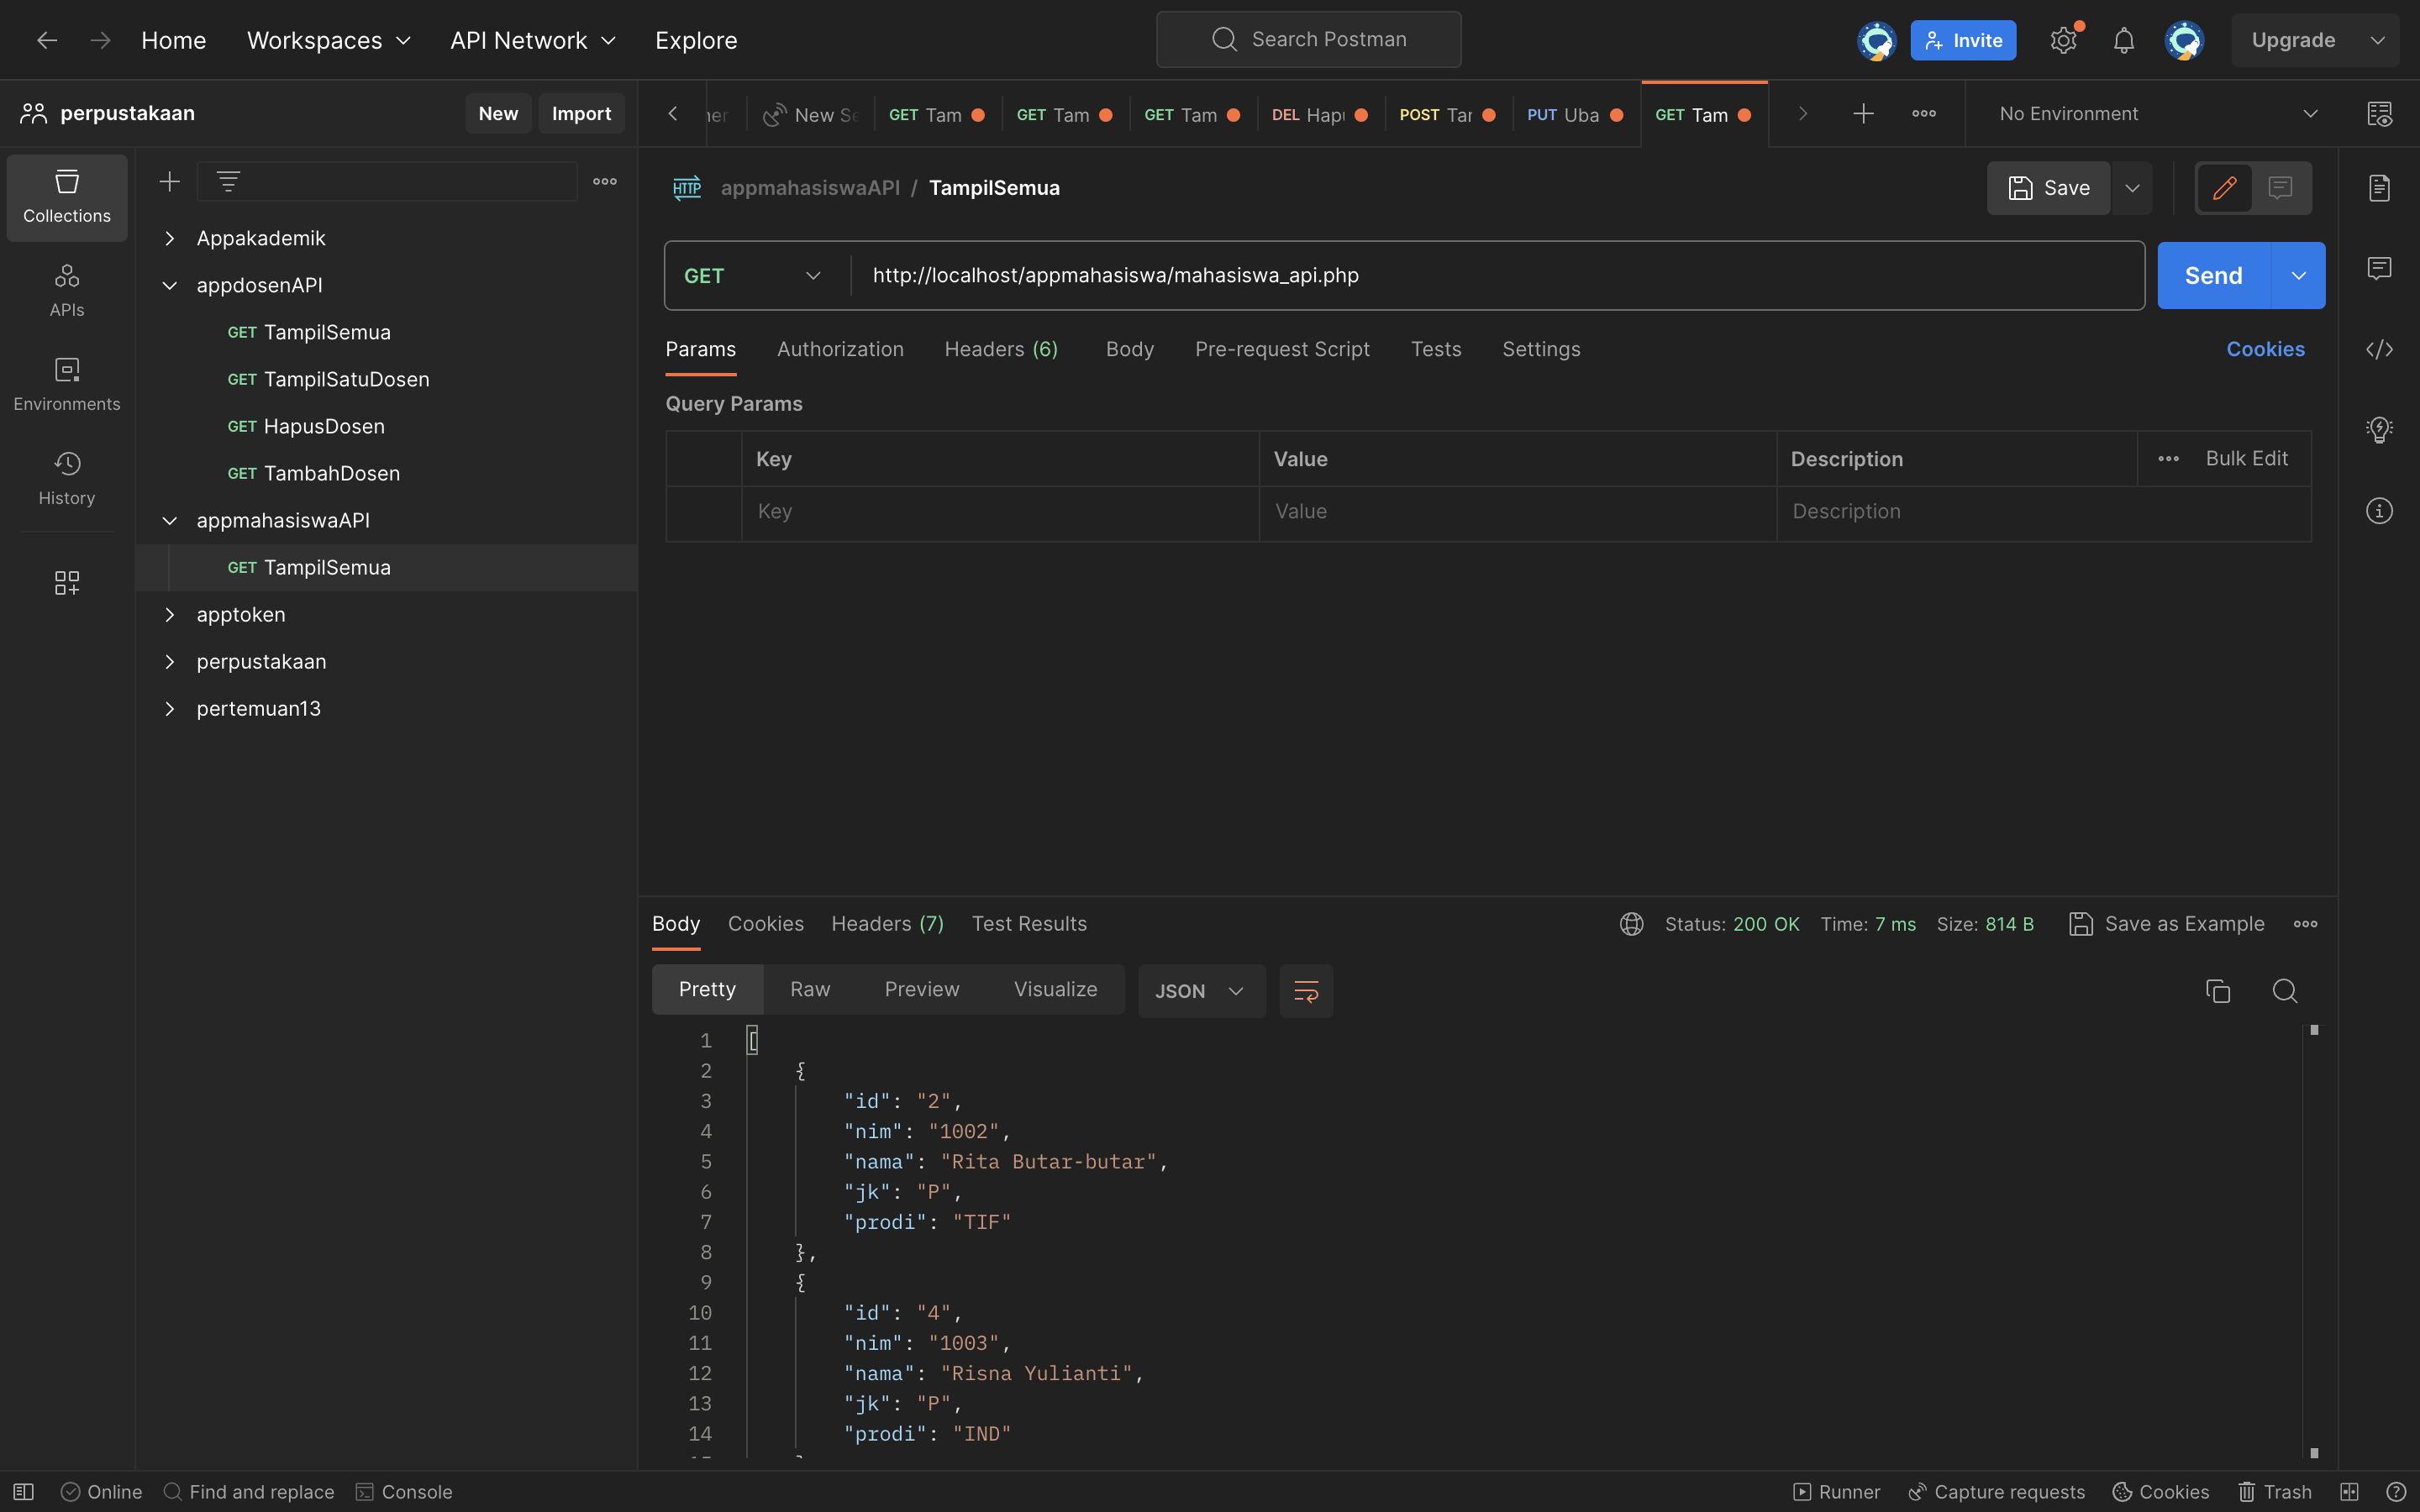 Home Workspaces API Network Explore Search Postman Invite Upgrade
perpustakaan New Import
New Se GET Tam GET Tam GET Tam DEL Hap POST Tar PUT Uba GET Tam No Environment
Collections
APIs
Environments
History
Appakademik
appdosenAPI
GET TampilSemua
GET TampilSatuDosen
GET HapusDosen
GET TambahDosen
appmahasiswaAPI
GET TampilSemua
apptoken
perpustakaan
pertemuan13
HTTP appmahasiswaAPI / TampilSemua Save
GET http://localhost/appmahasiswa/mahasiswa_api.php Send
Params Authorization Headers (6) Body Pre-request Script Tests Settings Cookies
Query Params
Key Value Description Bulk Edit
Key Value Description
Body Cookies Headers (7) Test Results Status: 200 OK Time: 7 ms Size: 814 B Save as Example
Pretty Raw Preview Visualize JSON
1 [
2 {
3 "id": "2",
4 "nim": "1002",
5 "nama": "Rita Butar-butar",
6 "jk": "P",
7 "prodi": "TIF"
8 },
9 {
10 "id": "4",
11 "nim": "1003",
12 "nama": "Risna Yulianti",
13 "jk": "P",
14 "prodi": "IND"
Online Find and replace Console Runner Capture requests Cookies Trash